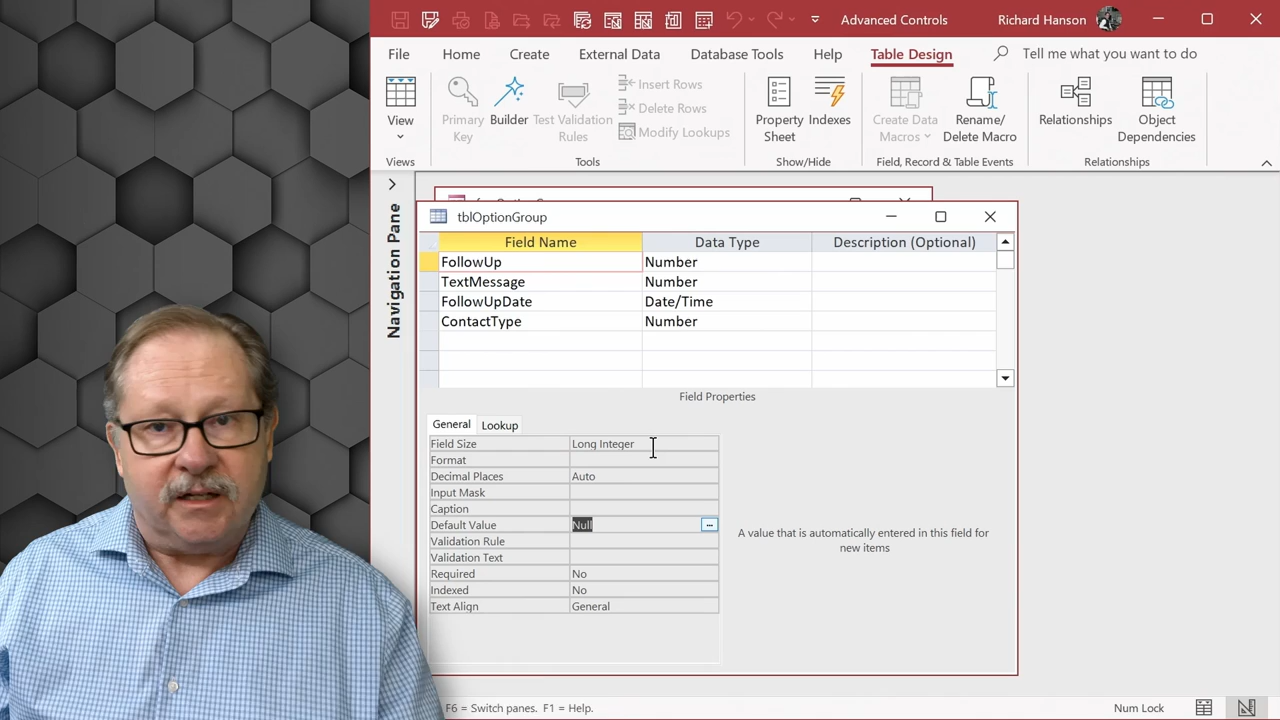 Advanced Controls
Richard Hanson
File Home Create External Data Database Tools Help Table Design Tell me what you want to do
View
Primary Key
Builder
Test Validation Rules
Insert Rows
Delete Rows
Modify Lookups
Property Sheet
Indexes
Create Data Macros
Rename/ Delete Macro
Relationships
Object Dependencies
Views
Tools
Show/Hide
Field, Record & Table Events
Relationships
Navigation Pane
tblOptionGroup
Field Name Data Type Description (Optional)
FollowUp Number
TextMessage Number
FollowUpDate Date/Time
ContactType Number
Field Properties
General Lookup
Field Size Long Integer
Format
Decimal Places Auto
Input Mask
Caption
Default Value Null
Validation Rule
Validation Text
Required No
Indexed No
Text Align General
A value that is automatically entered in this field for
new items
F6 = Switch panes. F1 = Help.
Num Lock